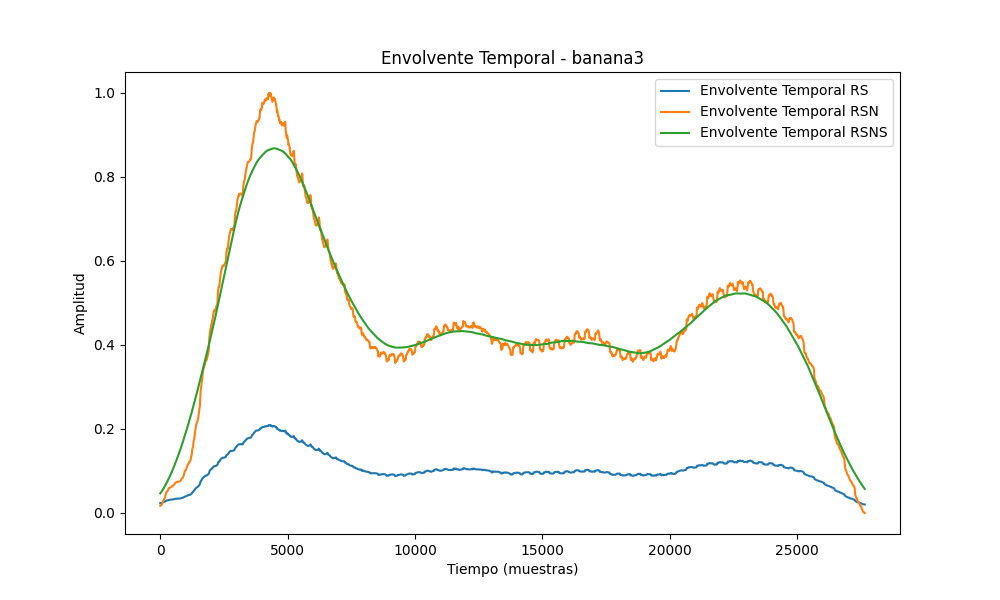 Envolvente Temporal - banana3
Envolvente Temporal RS
Envolvente Temporal RSN
Envolvente Temporal RSNS
Amplitud
1.0
0.8
0.6
0.4
0.2
0.0
0
5000
10000
15000
20000
25000
Tiempo (muestras)